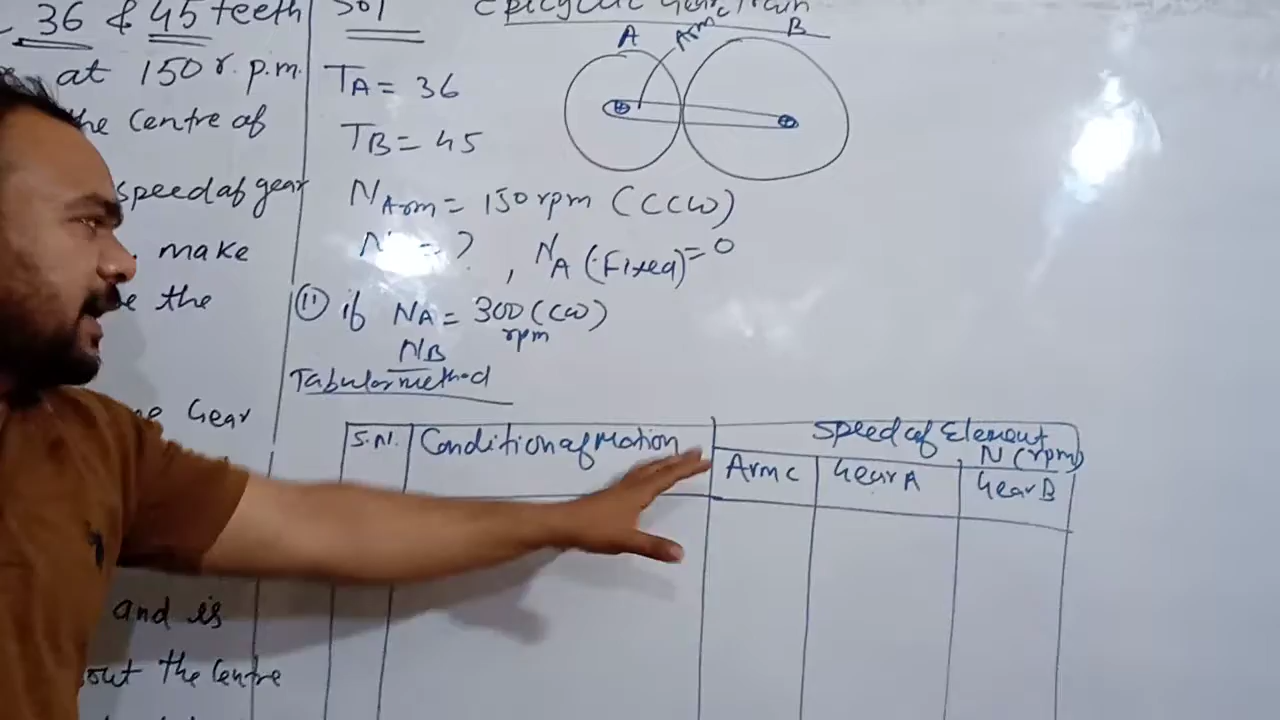 36 & 45 teeth
at 150 r.p.m.
the Centre of
speed of gear
make
the
Gear
and is
out the Centre
Sol
Epicyclic Gear Train
A Arm C B
TA = 36
TB = 45
NArm = 150 rpm (CCW)
N = ? , NA (Fixed) = 0
(ii) if NA = 300 (CW)
rpm
NB
Tabular method
S.N. Condition of Motion Speed of Element
N (rpm)
Arm C Gear A Gear B